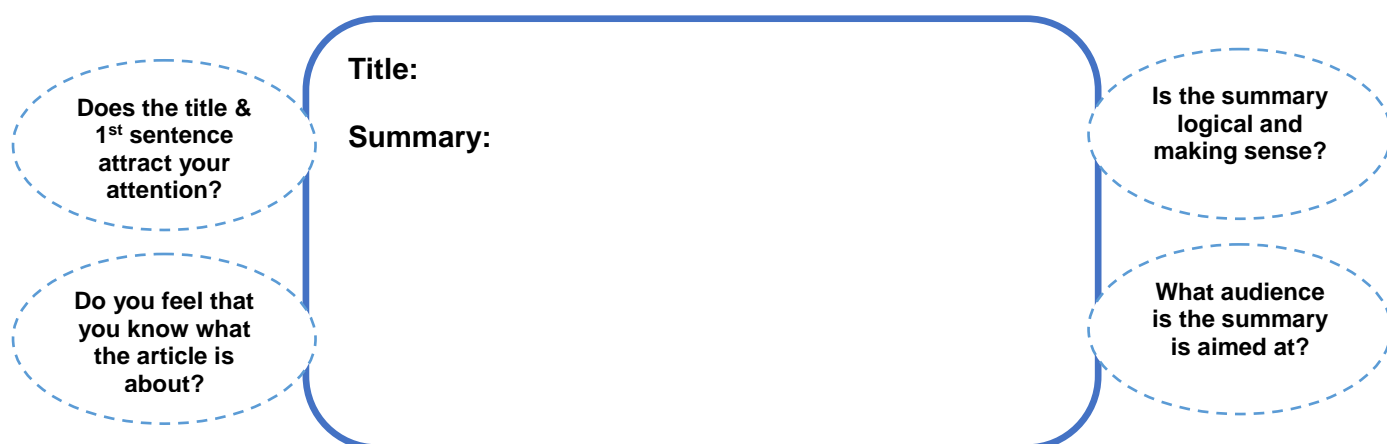 Does the title &
1st sentence
attract your
attention?
Do you feel that
you know what
the article is
about?
Title:
Summary:
Is the summary
logical and
making sense?
What audience
is the summary
is aimed at?